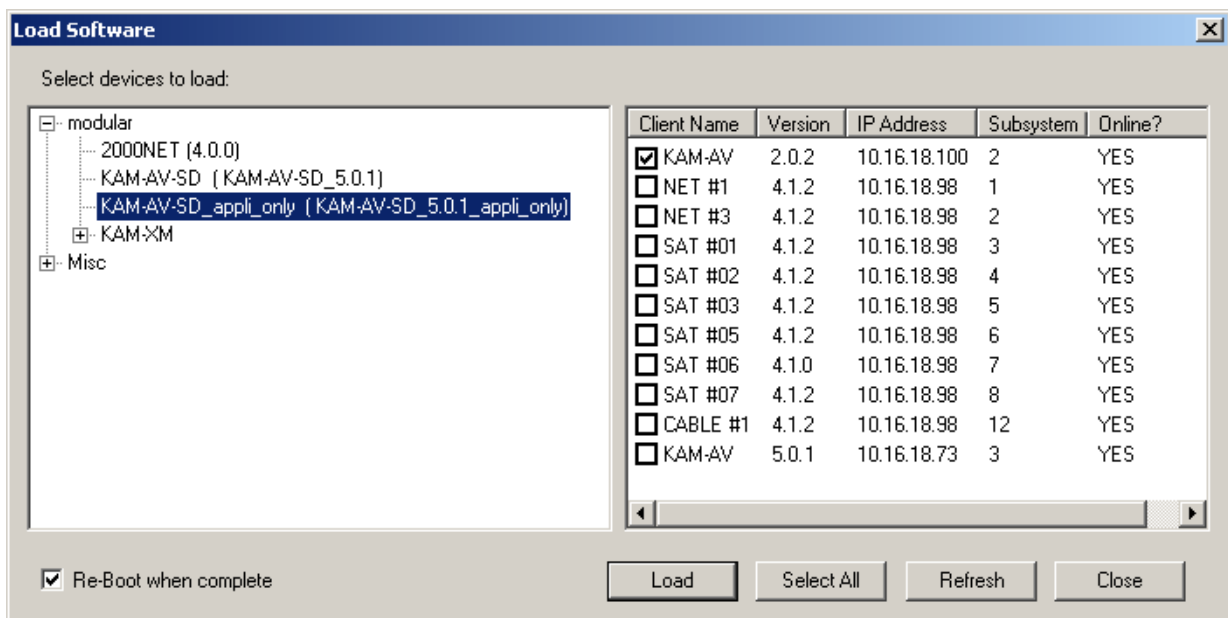 Load Software
Select devices to load:
modular
2000NET (4.0.0)
KAM-AV-SD ( KAM-AV-SD_5.0.1)
KAM-AV-SD_appli_only ( KAM-AV-SD_5.0.1_appli_only)
KAM-XM
Misc
Client Name Version IP Address Subsystem Online?
KAM-AV 2.0.2 10.16.18.100 2 YES
NET #1 4.1.2 10.16.18.98 1 YES
NET #3 4.1.2 10.16.18.98 2 YES
SAT #01 4.1.2 10.16.18.98 3 YES
SAT #02 4.1.2 10.16.18.98 4 YES
SAT #03 4.1.2 10.16.18.98 5 YES
SAT #05 4.1.2 10.16.18.98 6 YES
SAT #06 4.1.0 10.16.18.98 7 YES
SAT #07 4.1.2 10.16.18.98 8 YES
CABLE #1 4.1.2 10.16.18.98 12 YES
KAM-AV 5.0.1 10.16.18.73 3 YES
Re-Boot when complete
Load Select All Refresh Close